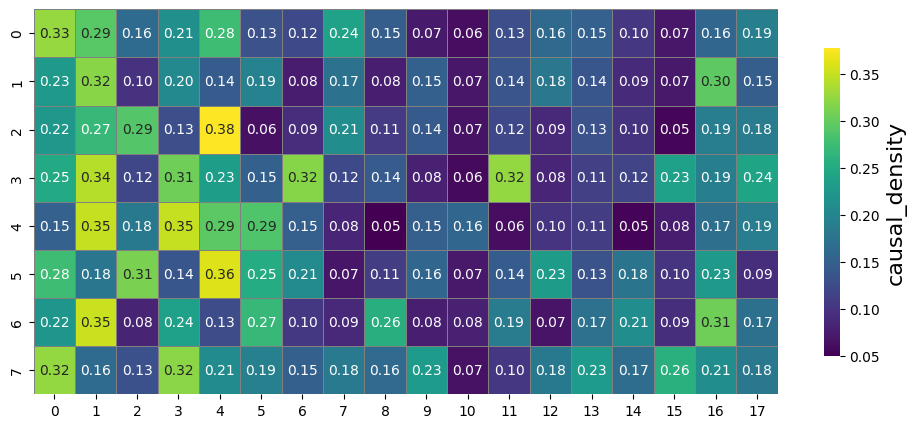 0 0.33 0.29 0.16 0.21 0.28 0.13 0.12 0.24 0.15 0.07 0.06 0.13 0.16 0.15 0.10 0.07 0.16 0.19
1 0.23 0.32 0.10 0.20 0.14 0.19 0.08 0.17 0.08 0.15 0.07 0.14 0.18 0.14 0.09 0.07 0.30 0.15
2 0.22 0.27 0.29 0.13 0.38 0.06 0.09 0.21 0.11 0.14 0.07 0.12 0.09 0.13 0.10 0.05 0.19 0.18
3 0.25 0.34 0.12 0.31 0.23 0.15 0.32 0.12 0.14 0.08 0.06 0.32 0.08 0.11 0.12 0.23 0.19 0.24
4 0.15 0.35 0.18 0.35 0.29 0.29 0.15 0.08 0.05 0.15 0.16 0.06 0.10 0.11 0.05 0.08 0.17 0.19
5 0.28 0.18 0.31 0.14 0.36 0.25 0.21 0.07 0.11 0.16 0.07 0.14 0.23 0.13 0.18 0.10 0.23 0.09
6 0.22 0.35 0.08 0.24 0.13 0.27 0.10 0.09 0.26 0.08 0.08 0.19 0.07 0.17 0.21 0.09 0.31 0.17
7 0.32 0.16 0.13 0.32 0.21 0.19 0.15 0.18 0.16 0.23 0.07 0.10 0.18 0.23 0.17 0.26 0.21 0.18
0 1 2 3 4 5 6 7 8 9 10 11 12 13 14 15 16 17
0.35
0.30
0.25
0.20
0.15
0.10
0.05
causal_density